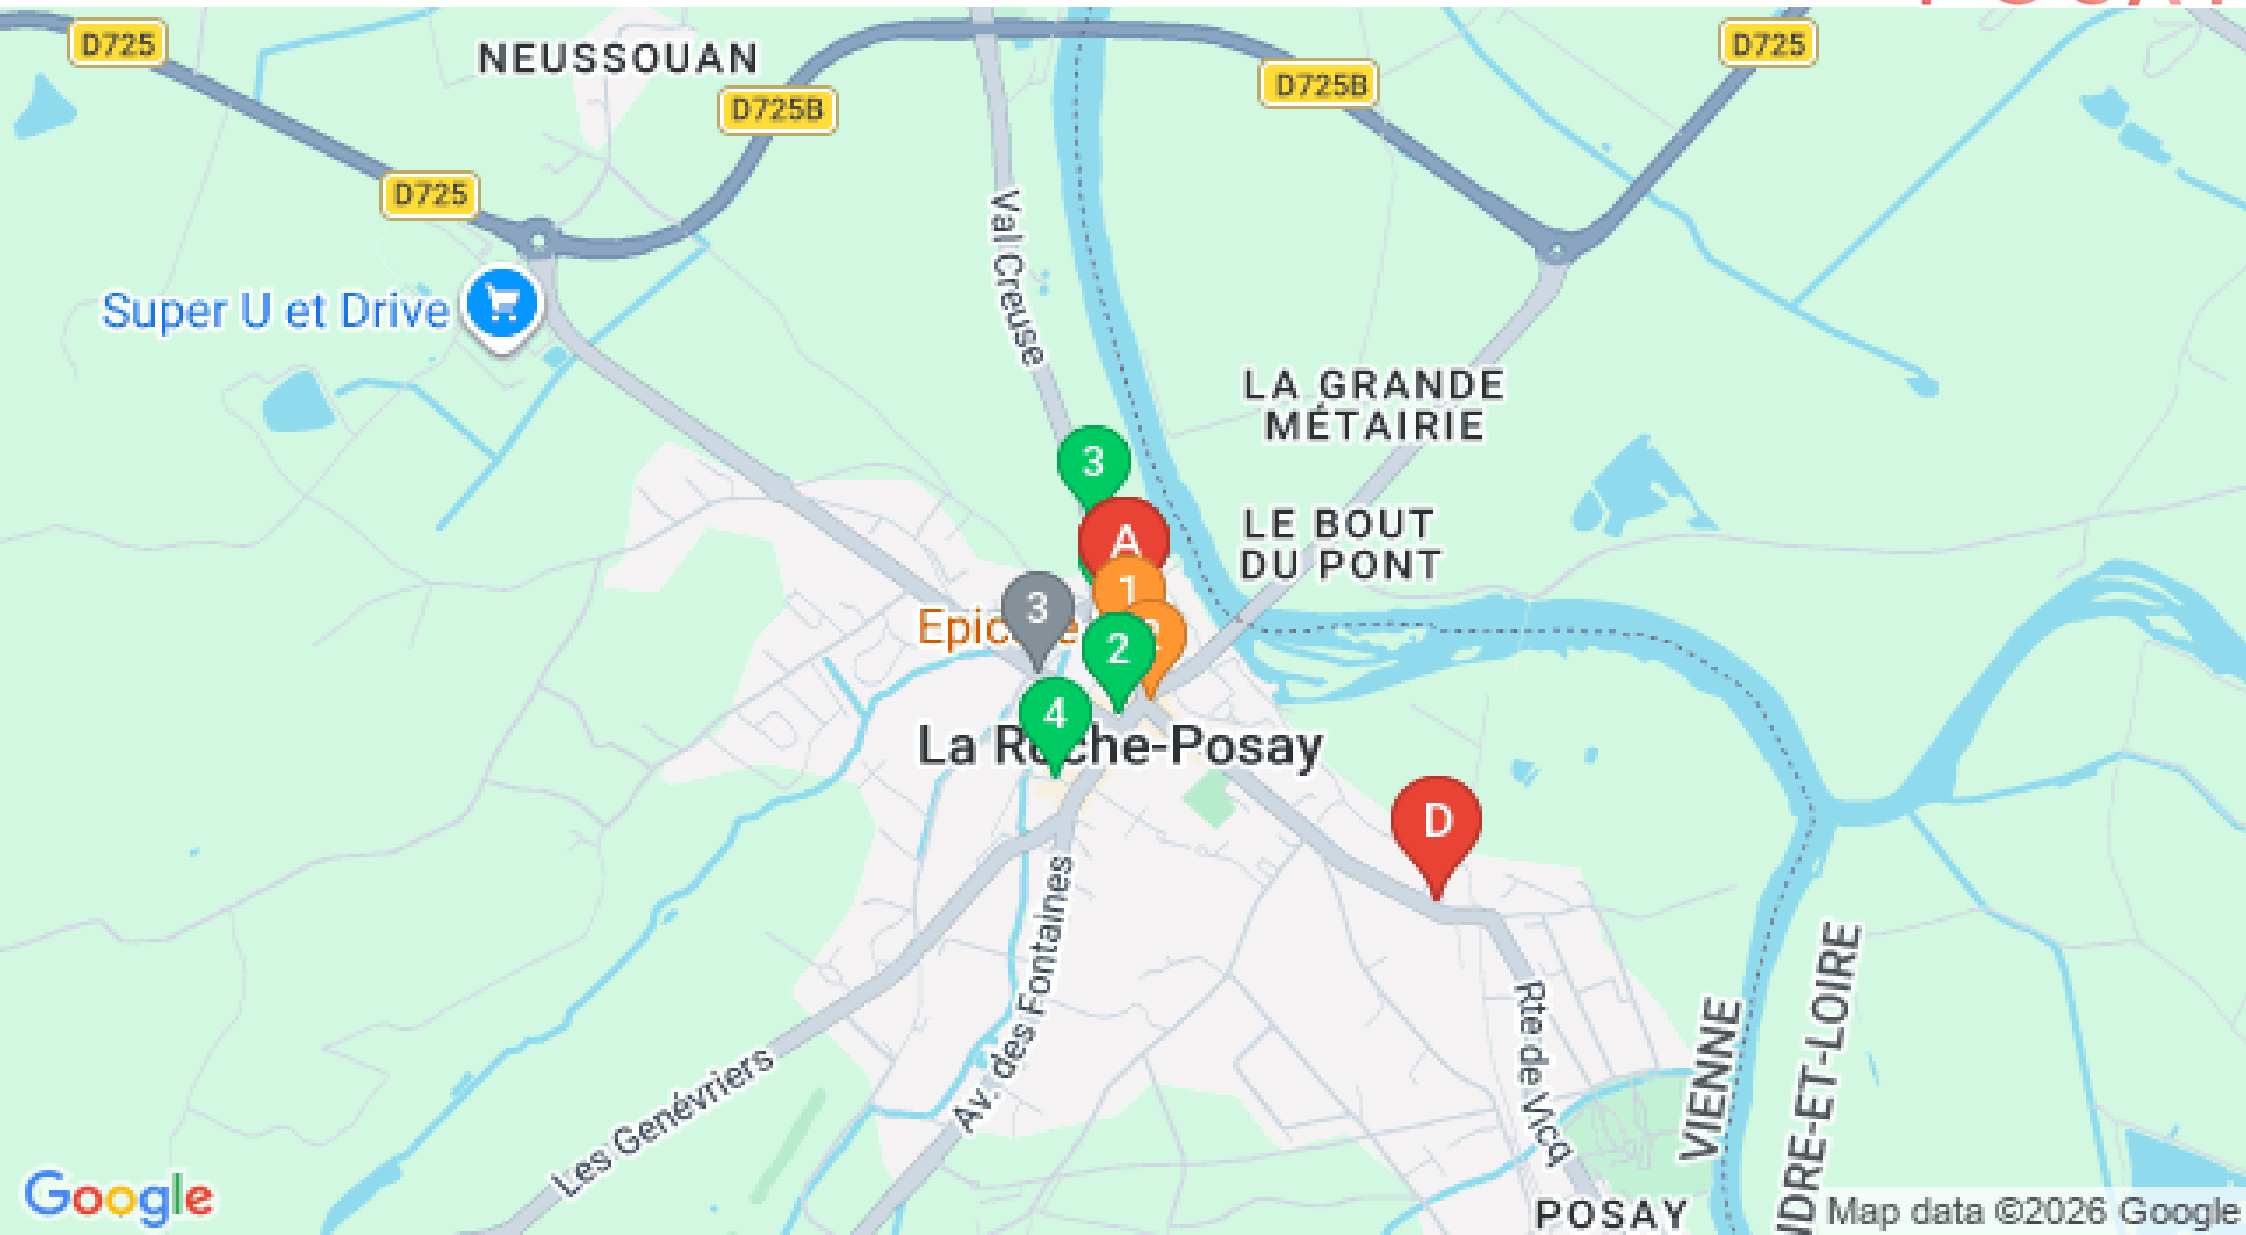 D725
NEUSSOUAN
D725B
D725B
D725
D725
Val Creuse
Super U et Drive
LA GRANDE
MÉTAIRIE
3
A
LE BOUT
DU PONT
1
3
2
2
4
La Roche-Posay
D
Av. des Fontaines
Les Genévriers
Rte de Vicq
VIENNE
NDRE-ET-LOIRE
POSAY
Google
Map data ©2026 Google